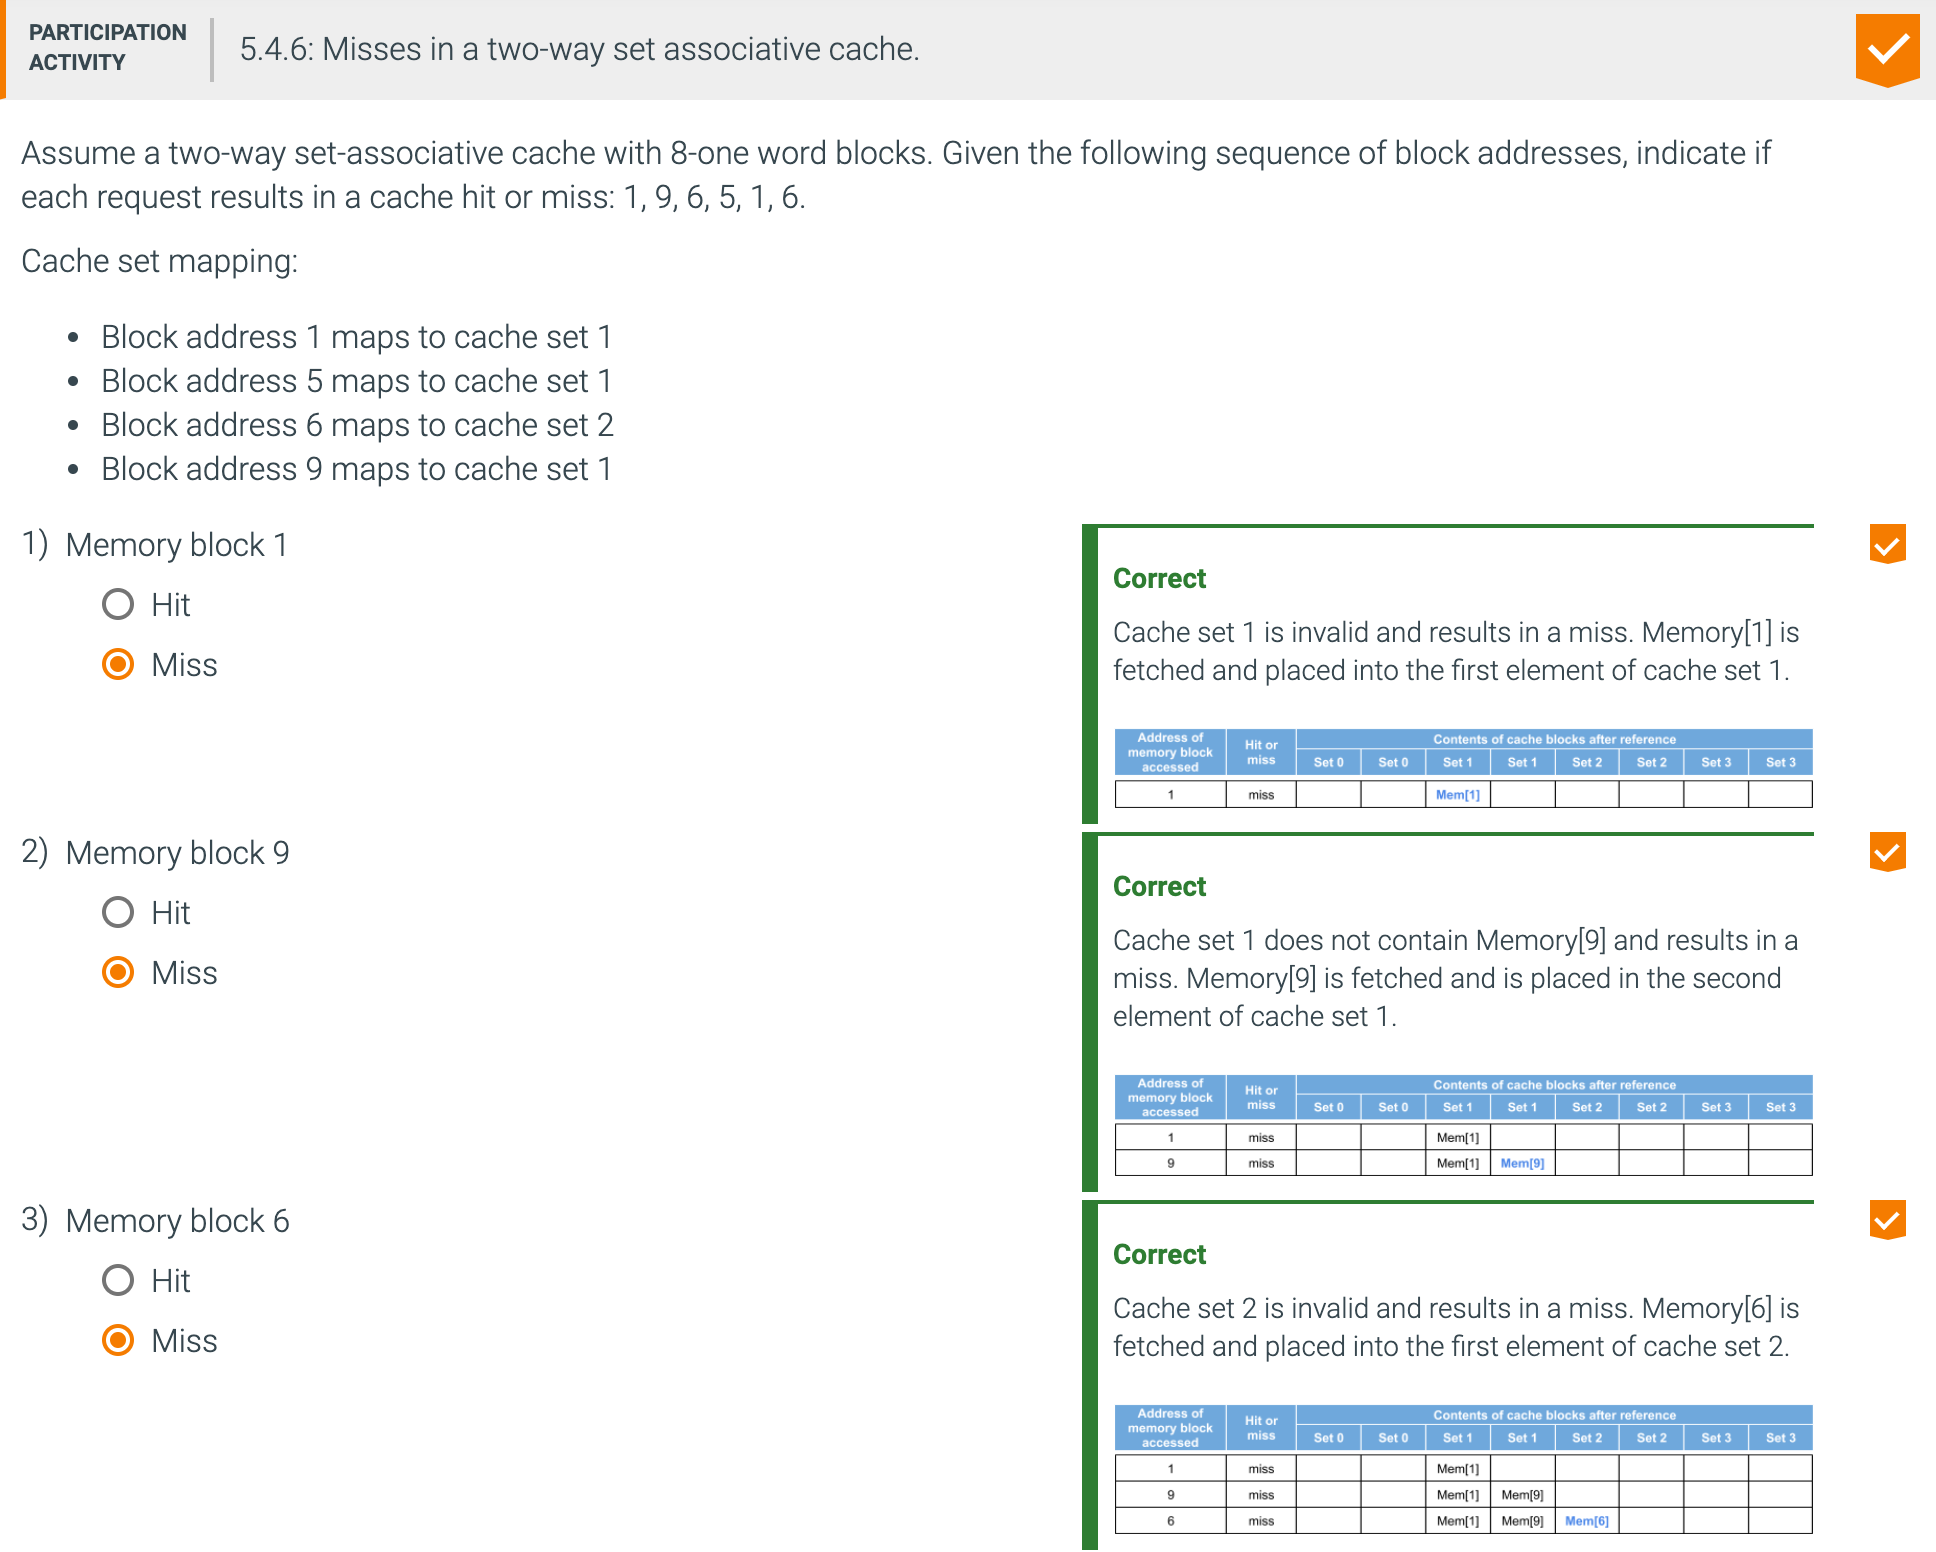 PARTICIPATION
ACTIVITY
5.4.6: Misses in a two-way set associative cache.
Assume a two-way set-associative cache with 8-one word blocks. Given the following sequence of block addresses, indicate if
each request results in a cache hit or miss: 1, 9, 6, 5, 1, 6.
Cache set mapping:
• Block address 1 maps to cache set 1
• Block address 5 maps to cache set 1
• Block address 6 maps to cache set 2
• Block address 9 maps to cache set 1
1) Memory block 1
Hit
Miss
Correct
Cache set 1 is invalid and results in a miss. Memory[1] is
fetched and placed into the first element of cache set 1.
Address of
memory block
accessed
Hit or
miss
Contents of cache blocks after reference
Set 0 Set 0 Set 1 Set 1 Set 2 Set 2 Set 3 Set 3
1 miss Mem[1]
2) Memory block 9
Hit
Miss
Correct
Cache set 1 does not contain Memory[9] and results in a
miss. Memory[9] is fetched and is placed in the second
element of cache set 1.
Address of
memory block
accessed
Hit or
miss
Contents of cache blocks after reference
Set 0 Set 0 Set 1 Set 1 Set 2 Set 2 Set 3 Set 3
1 miss Mem[1]
9 miss Mem[1] Mem[9]
3) Memory block 6
Hit
Miss
Correct
Cache set 2 is invalid and results in a miss. Memory[6] is
fetched and placed into the first element of cache set 2.
Address of
memory block
accessed
Hit or
miss
Contents of cache blocks after reference
Set 0 Set 0 Set 1 Set 1 Set 2 Set 2 Set 3 Set 3
1 miss Mem[1]
9 miss Mem[1] Mem[9]
6 miss Mem[1] Mem[9] Mem[6]